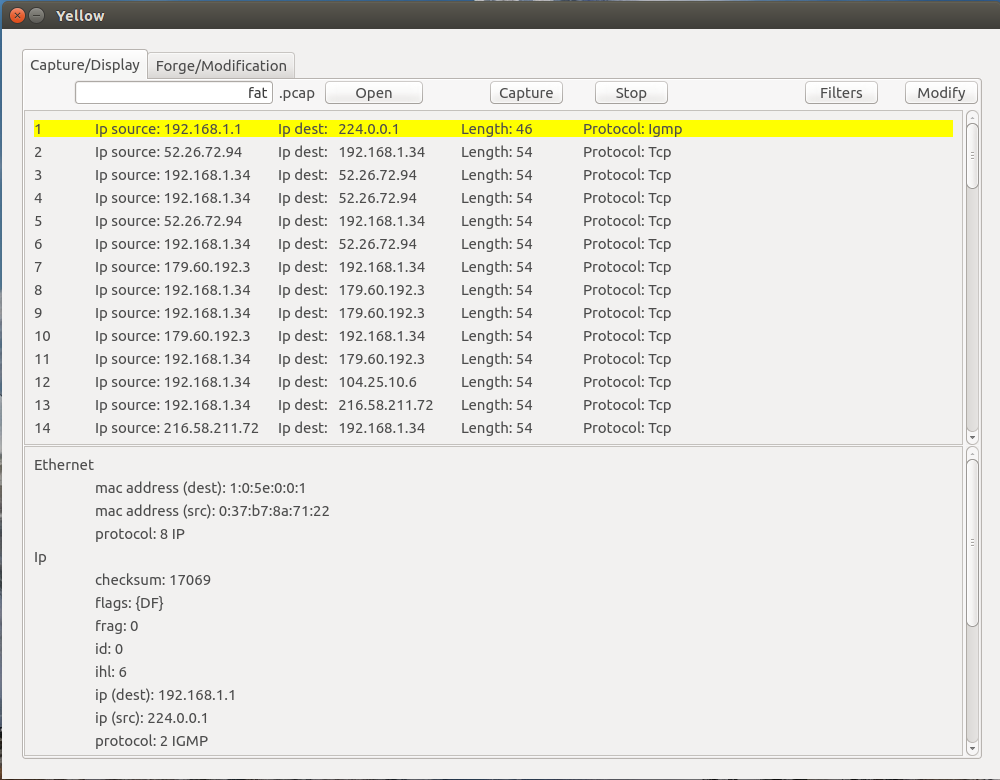 Yellow
Capture/Display Forge/Modification
fat .pcap Open Capture Stop Filters Modify
1 Ip source: 192.168.1.1 Ip dest: 224.0.0.1 Length: 46 Protocol: Igmp
2 Ip source: 52.26.72.94 Ip dest: 192.168.1.34 Length: 54 Protocol: Tcp
3 Ip source: 192.168.1.34 Ip dest: 52.26.72.94 Length: 54 Protocol: Tcp
4 Ip source: 192.168.1.34 Ip dest: 52.26.72.94 Length: 54 Protocol: Tcp
5 Ip source: 52.26.72.94 Ip dest: 192.168.1.34 Length: 54 Protocol: Tcp
6 Ip source: 192.168.1.34 Ip dest: 52.26.72.94 Length: 54 Protocol: Tcp
7 Ip source: 179.60.192.3 Ip dest: 192.168.1.34 Length: 54 Protocol: Tcp
8 Ip source: 192.168.1.34 Ip dest: 179.60.192.3 Length: 54 Protocol: Tcp
9 Ip source: 192.168.1.34 Ip dest: 179.60.192.3 Length: 54 Protocol: Tcp
10 Ip source: 179.60.192.3 Ip dest: 192.168.1.34 Length: 54 Protocol: Tcp
11 Ip source: 192.168.1.34 Ip dest: 179.60.192.3 Length: 54 Protocol: Tcp
12 Ip source: 192.168.1.34 Ip dest: 104.25.10.6 Length: 54 Protocol: Tcp
13 Ip source: 192.168.1.34 Ip dest: 216.58.211.72 Length: 54 Protocol: Tcp
14 Ip source: 216.58.211.72 Ip dest: 192.168.1.34 Length: 54 Protocol: Tcp
Ethernet
mac address (dest): 1:0:5e:0:0:1
mac address (src): 0:37:b7:8a:71:22
protocol: 8 IP
Ip
checksum: 17069
flags: {DF}
frag: 0
id: 0
ihl: 6
ip (dest): 192.168.1.1
ip (src): 224.0.0.1
protocol: 2 IGMP